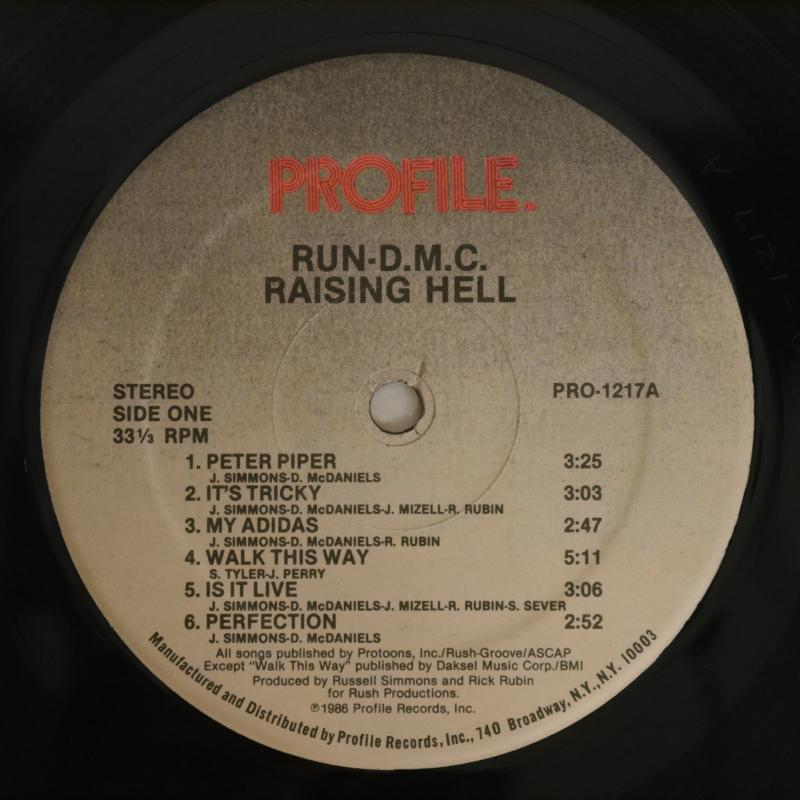 PROFILE
RUN-D.M.C.
RAISING HELL
STEREO
SIDE ONE
33⅓ RPM
PRO-1217A
1. PETER PIPER 3:25
J. SIMMONS-D. McDANIELS
2. IT'S TRICKY 3:03
J. SIMMONS-D. McDANIELS-J. MIZELL-R. RUBIN
3. MY ADIDAS 2:47
J. SIMMONS-D. McDANIELS-R. RUBIN
4. WALK THIS WAY 5:11
S. TYLER-J. PERRY
5. IS IT LIVE 3:06
J. SIMMONS-D. McDANIELS-J. MIZELL-R. RUBIN-S. SEVER
6. PERFECTION 2:52
J. SIMMONS-D. McDANIELS
All songs published by Protoons, Inc./Rush-Groove/ASCAP
Except "Walk This Way" published by Daksel Music Corp./BMI
Produced by Russell Simmons and Rick Rubin
for Rush Productions.
℗1986 Profile Records, Inc.
Manufactured and Distributed by Profile Records, Inc., 740 Broadway, N.Y., N.Y. 10003